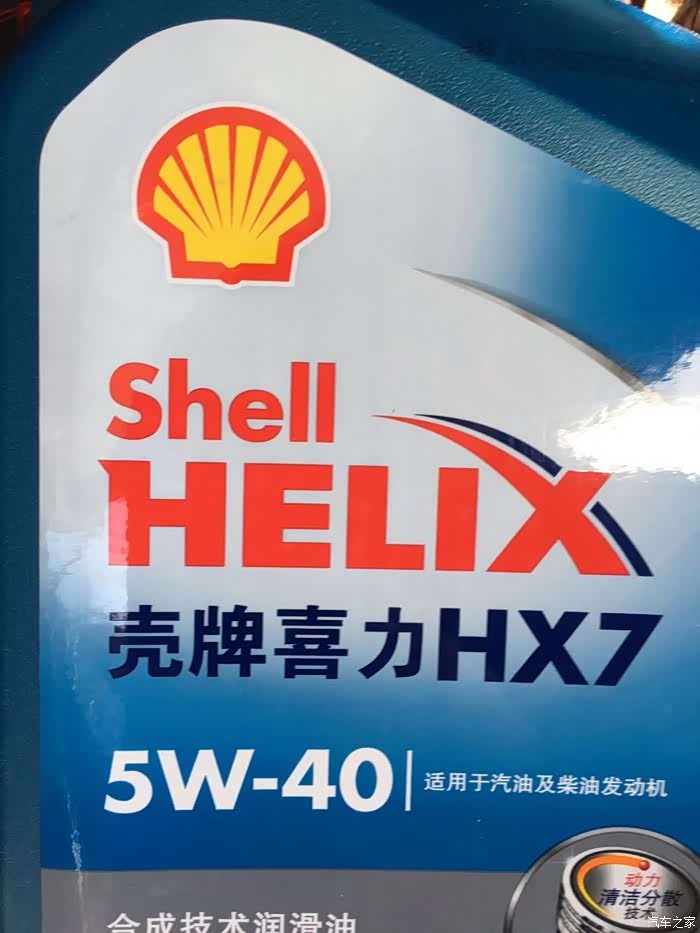 Shell
HELIX
壳牌喜力HX7
5W-40
适用于汽油及柴油发动机
动力
清洁分散
技术
合成技术润滑油
汽车之家